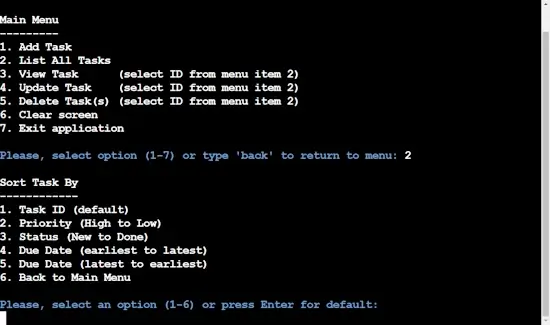 Main Menu
---------
1. Add Task
2. List All Tasks
3. View Task      (select ID from menu item 2)
4. Update Task    (select ID from menu item 2)
5. Delete Task(s) (select ID from menu item 2)
6. Clear screen
7. Exit application
Please, select option (1-7) or type 'back' to return to menu: 2
Sort Task By
------------
1. Task ID (default)
2. Priority (High to Low)
3. Status (New to Done)
4. Due Date (earliest to latest)
5. Due Date (latest to earliest)
6. Back to Main Menu
Please, select an option (1-6) or press Enter for default: